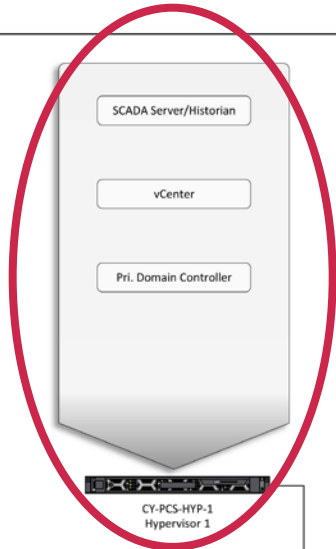 SCADA Server/Historian
vCenter
Pri. Domain Controller
CY-PCS-HYP-1
Hypervisor 1